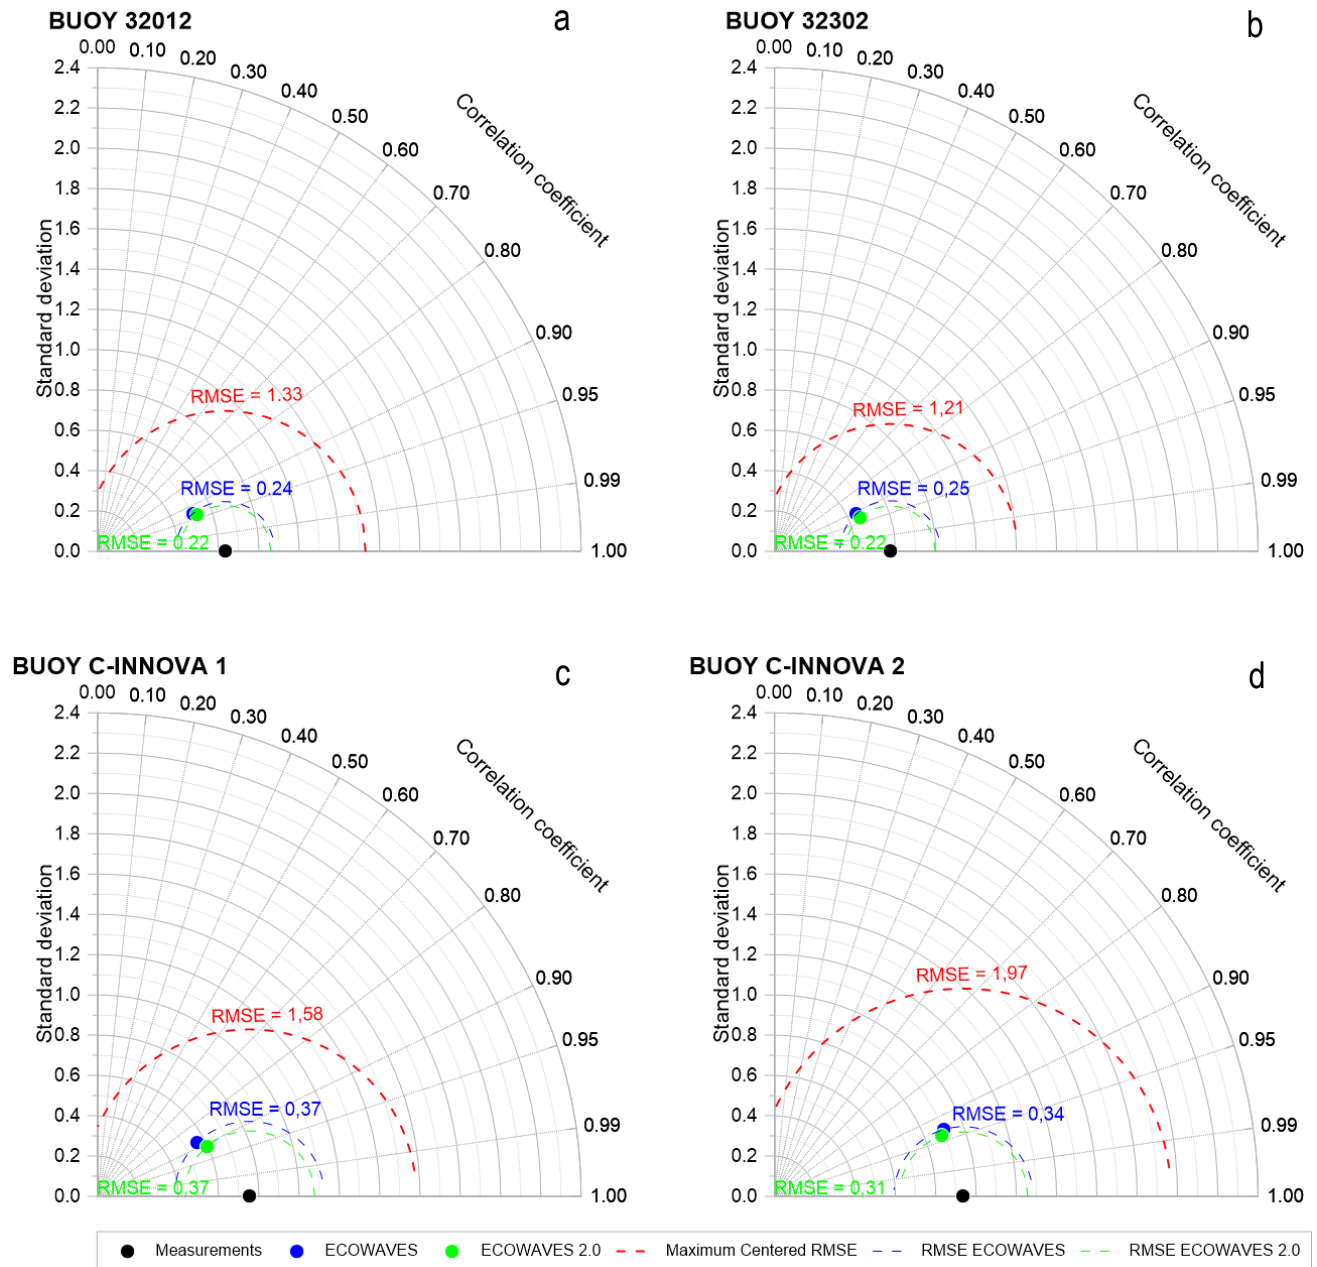 BUOY 32012
a
0.00 0.10 0.20 0.30 0.40 0.50 0.60 0.70 0.80 0.90 0.95 0.99 1.00
Correlation coefficient
Standard deviation
2.4
2.2
2.0
1.8
1.6
1.4
1.2
1.0
0.8
0.6
0.4
0.2
0.0
RMSE = 1.33
RMSE = 0.24
RMSE = 0.22
BUOY 32302
b
0.00 0.10 0.20 0.30 0.40 0.50 0.60 0.70 0.80 0.90 0.95 0.99 1.00
Correlation coefficient
Standard deviation
2.4
2.2
2.0
1.8
1.6
1.4
1.2
1.0
0.8
0.6
0.4
0.2
0.0
RMSE = 1,21
RMSE = 0,25
RMSE = 0.22
BUOY C-INNOVA 1
c
0.00 0.10 0.20 0.30 0.40 0.50 0.60 0.70 0.80 0.90 0.95 0.99 1.00
Correlation coefficient
Standard deviation
2.4
2.2
2.0
1.8
1.6
1.4
1.2
1.0
0.8
0.6
0.4
0.2
0.0
RMSE = 1,58
RMSE = 0,37
RMSE = 0,37
BUOY C-INNOVA 2
d
0.00 0.10 0.20 0.30 0.40 0.50 0.60 0.70 0.80 0.90 0.95 0.99 1.00
Correlation coefficient
Standard deviation
2.4
2.2
2.0
1.8
1.6
1.4
1.2
1.0
0.8
0.6
0.4
0.2
0.0
RMSE = 1,97
RMSE = 0,34
RMSE = 0,31
Measurements ECOWAVES ECOWAVES 2.0 Maximum Centered RMSE RMSE ECOWAVES RMSE ECOWAVES 2.0